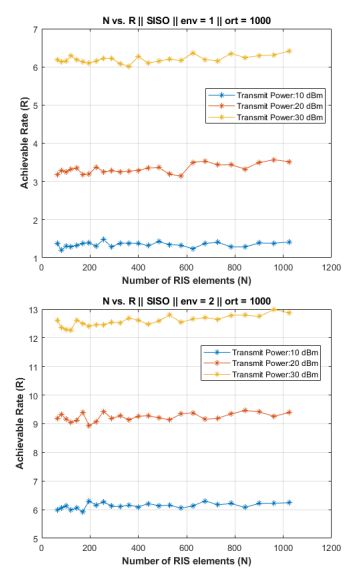 N vs. R || SISO || env = 1 || ort = 1000
7
6
5
4
3
2
1
Achievable Rate (R)
Transmit Power:10 dBm
Transmit Power:20 dBm
Transmit Power:30 dBm
0 200 400 600 800 1000 1200
Number of RIS elements (N)
N vs. R || SISO || env = 2 || ort = 1000
13
12
11
10
9
8
7
6
5
Achievable Rate (R)
Transmit Power:10 dBm
Transmit Power:20 dBm
Transmit Power:30 dBm
0 200 400 600 800 1000 1200
Number of RIS elements (N)